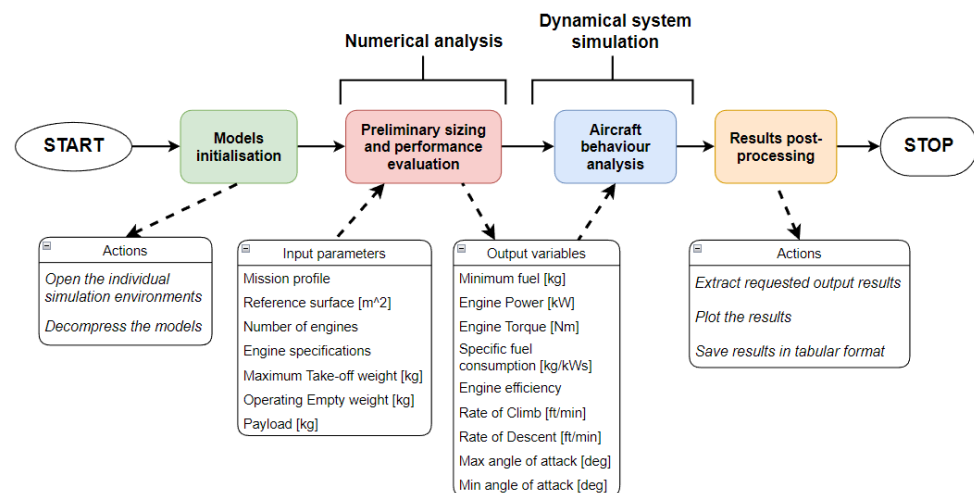 Numerical analysis
Dynamical system
simulation
START
Models
initialisation
Preliminary sizing
and performance
evaluation
Aircraft
behaviour
analysis
Results post-
processing
STOP
Actions
Open the individual
simulation environments
Decompress the models
Input parameters
Mission profile
Reference surface [m^2]
Number of engines
Engine specifications
Maximum Take-off weight [kg]
Operating Empty weight [kg]
Payload [kg]
Output variables
Minimum fuel [kg]
Engine Power [kW]
Engine Torque [Nm]
Specific fuel
consumption [kg/kWs]
Engine efficiency
Rate of Climb [ft/min]
Rate of Descent [ft/min]
Max angle of attack [deg]
Min angle of attack [deg]
Actions
Extract requested output results
Plot the results
Save results in tabular format